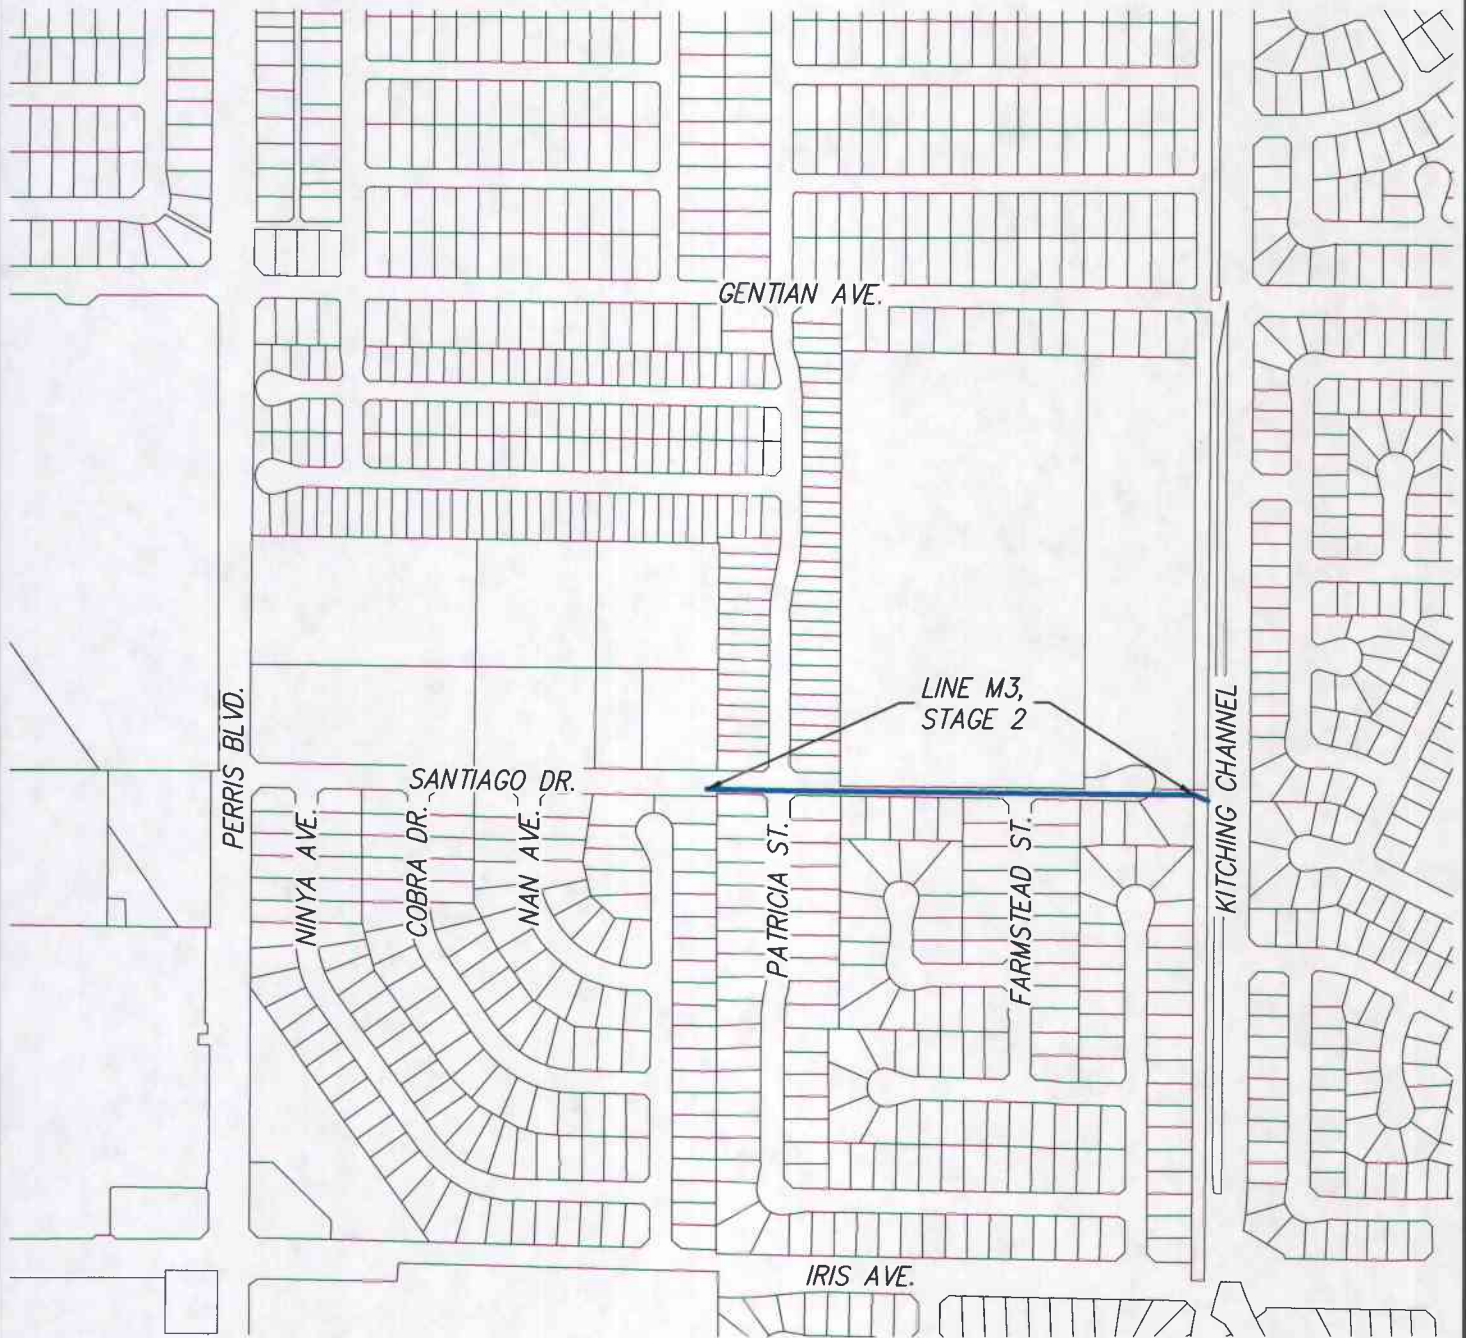 GENTIAN AVE.
LINE M3,
STAGE 2
PERRIS BLVD.
KITCHING CHANNEL
SANTIAGO DR.
NINYA AVE.
COBRA DR.
NAN AVE.
PATRICIA ST.
FARMSTEAD ST.
IRIS AVE.